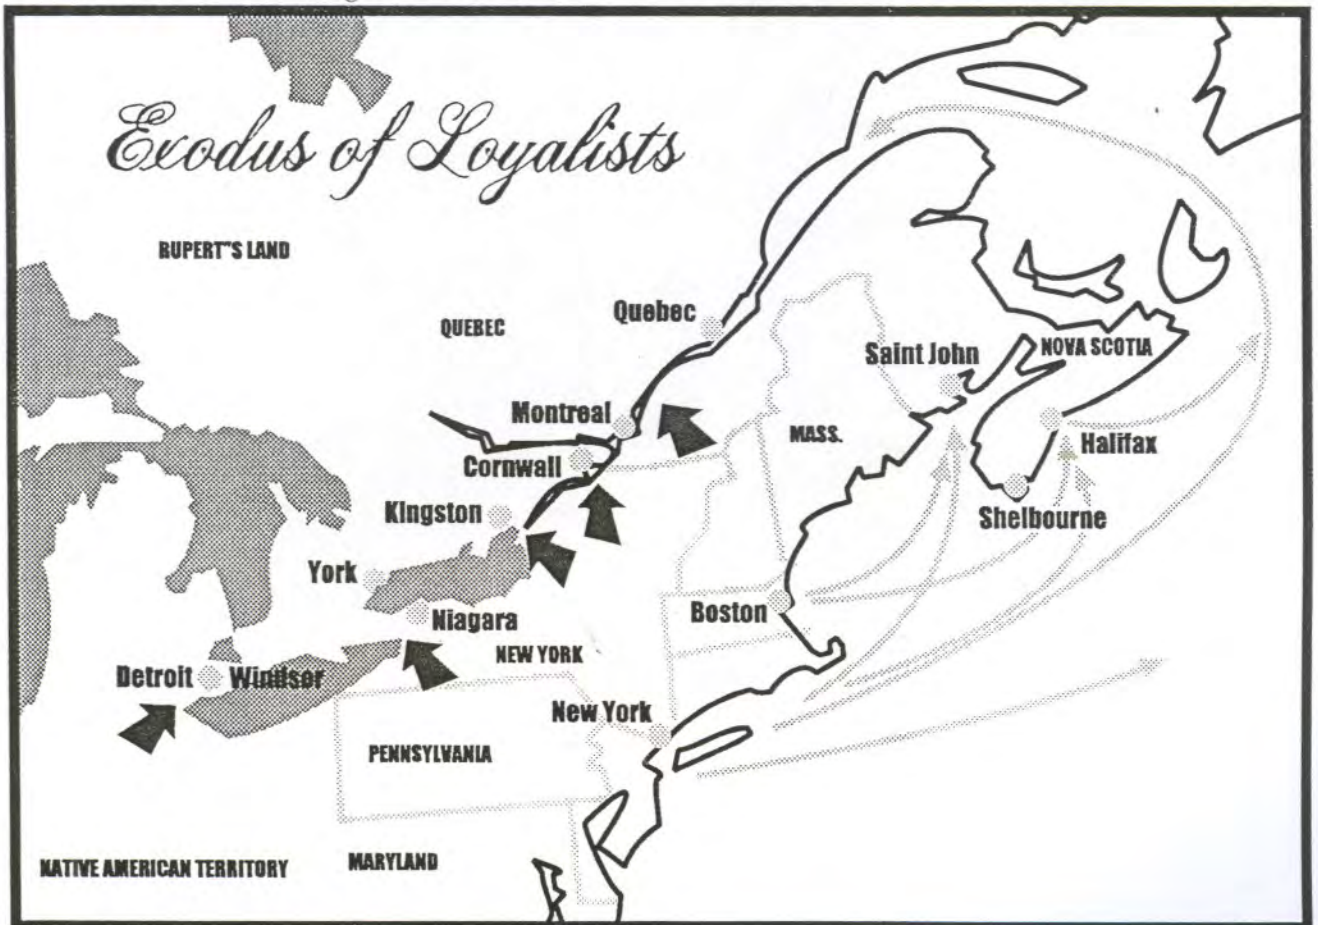 Exodus of Loyalists
RUPERT"S LAND
QUEBEC
Quebec
Saint John
NOVA SCOTIA
Montreal
MASS.
Halifax
Cornwall
Kingston
Shelbourne
York
Boston
Niagara
NEW YORK
Detroit
Windsor
New York
PENNSYLVANIA
MARYLAND
NATIVE AMERICAN TERRITORY